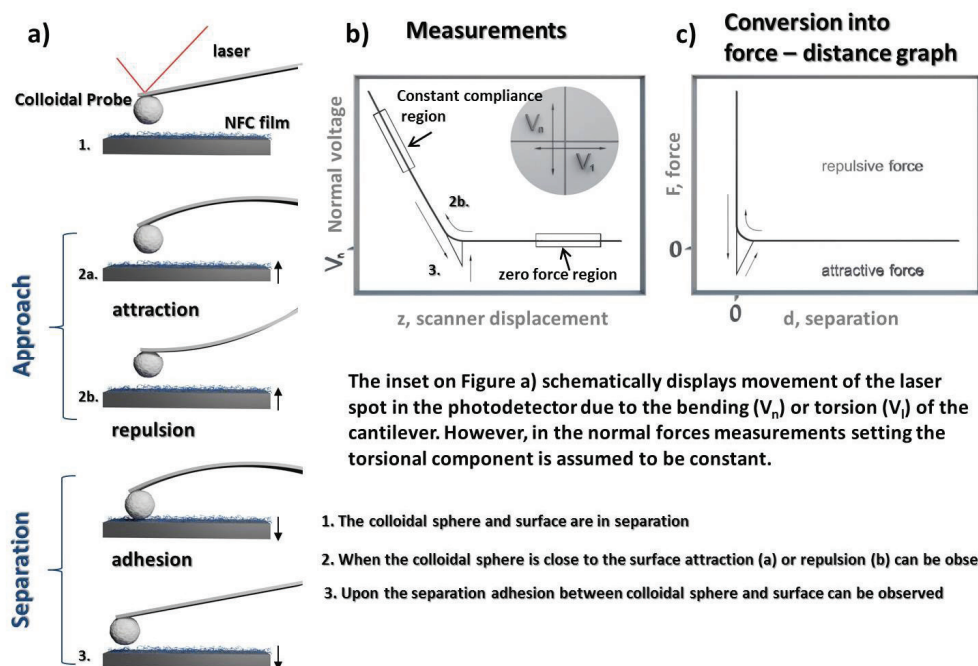 a)
laser
Colloidal Probe
NFC film
1.
2a.
attraction
Approach
2b.
repulsion
Separation
adhesion
3.
b) Measurements
Constant compliance
region
Vn
Vl
Normal voltage
2b.
3.
zero force region
Vn
z, scanner displacement
c) Conversion into
force – distance graph
F, force
repulsive force
0
attractive force
0
d, separation
The inset on Figure a) schematically displays movement of the laser
spot in the photodetector due to the bending (Vn) or torsion (Vl) of the
cantilever. However, in the normal forces measurements setting the
torsional component is assumed to be constant.
1. The colloidal sphere and surface are in separation
2. When the colloidal sphere is close to the surface attraction (a) or repulsion (b) can be obse
3. Upon the separation adhesion between colloidal sphere and surface can be observed